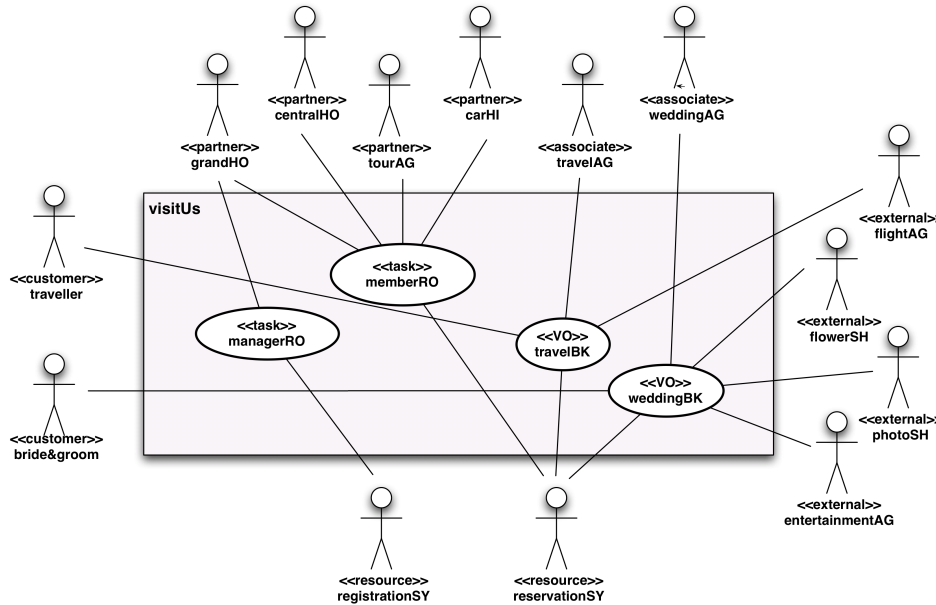 <<partner>>
centralHO
<<partner>>
carHI
<<associate>>
weddingAG
<<partner>>
grandHO
<<partner>>
tourAG
<<associate>>
travelAG
visitUs
<<external>>
flightAG
<<customer>>
traveller
<<task>>
memberRO
<<task>>
managerRO
<<VO>>
travelBK
<<external>>
flowerSH
<<VO>>
weddingBK
<<customer>>
bride&groom
<<external>>
photoSH
<<external>>
entertainmentAG
<<resource>>
registrationSY
<<resource>>
reservationSY